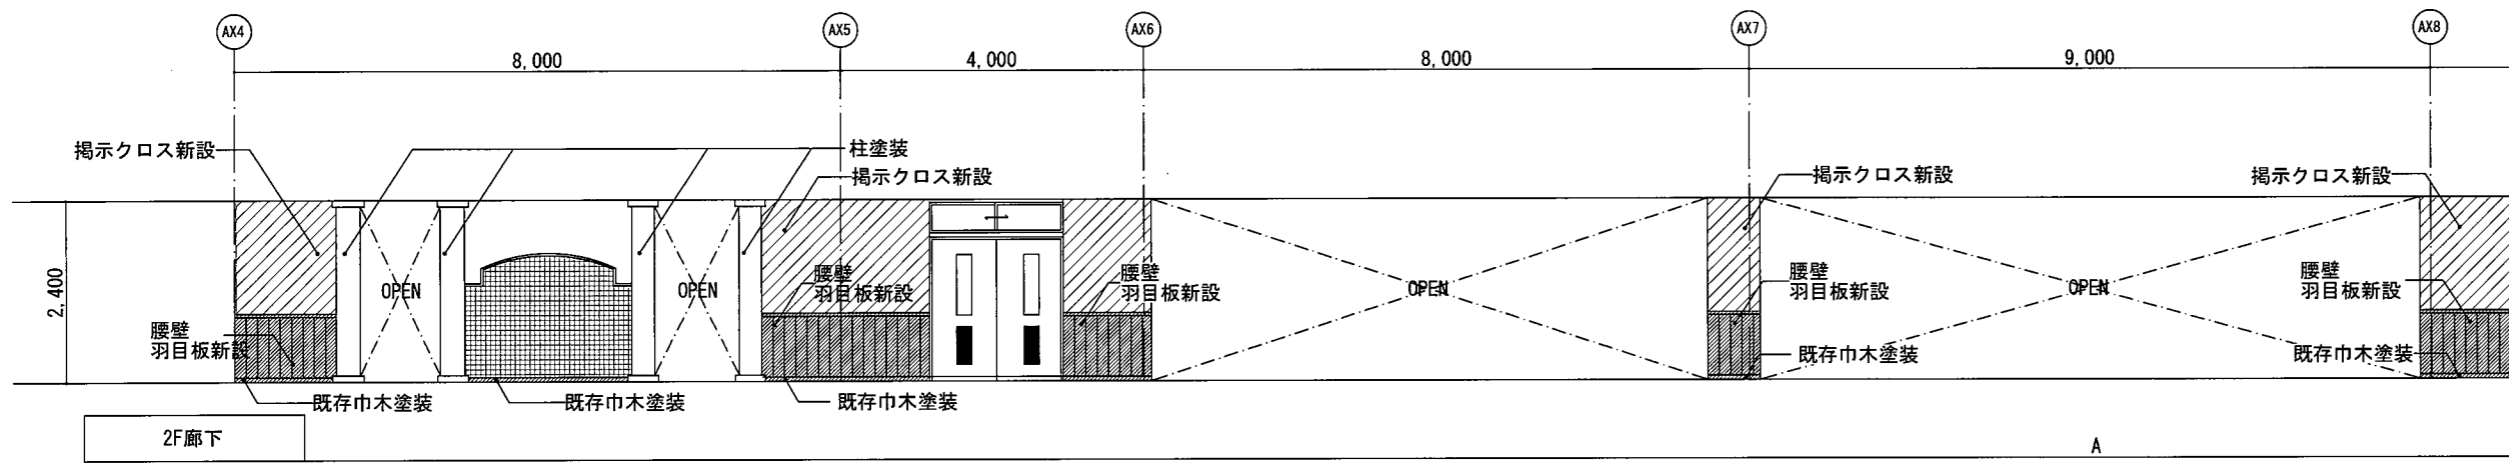 AX4
AX5
AX6
AX7
AX8
8,000
4,000
8,000
9,000
掲示クロス新設
柱塗装
掲示クロス新設
掲示クロス新設
掲示クロス新設
2,400
OPEN
OPEN
OPEN
OPEN
腰壁
羽目板新設
腰壁
羽目板新設
腰壁
羽目板新設
腰壁
羽目板新設
腰壁
羽目板新設
既存巾木塗装
既存巾木塗装
既存巾木塗装
既存巾木塗装
既存巾木塗装
2F廊下
A